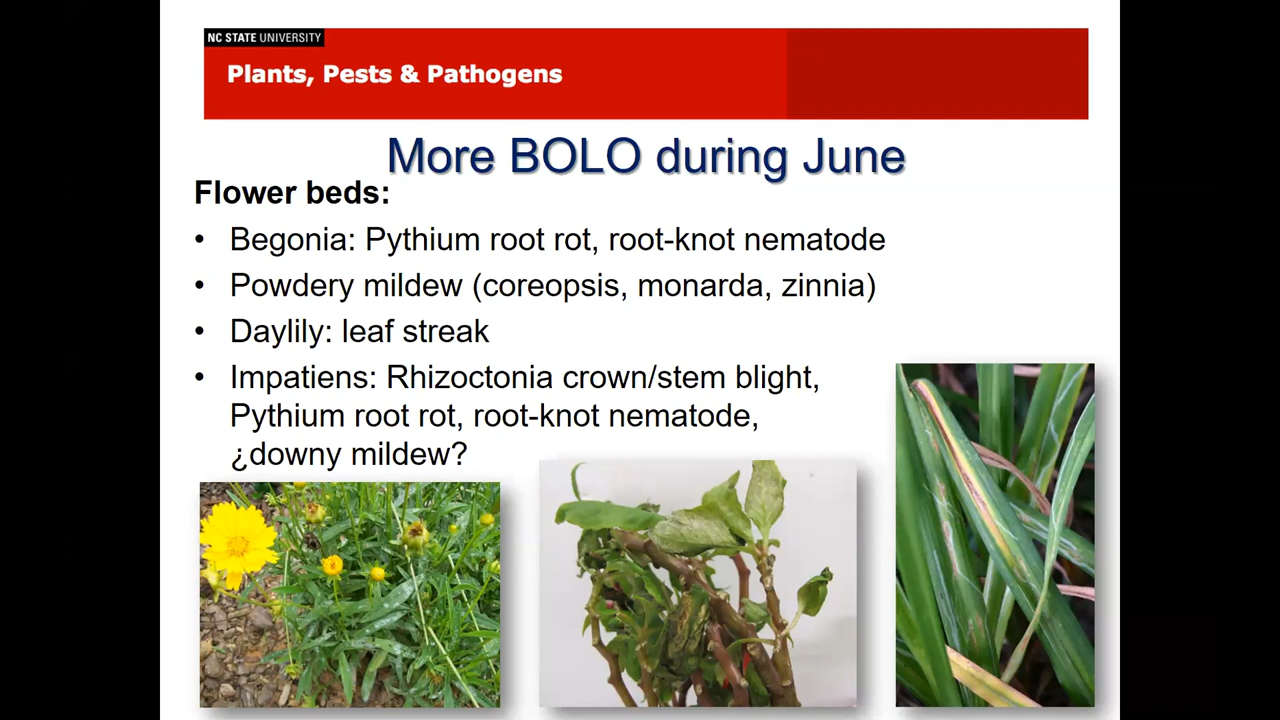 NC STATE UNIVERSITY
Plants, Pests & Pathogens
More BOLO during June
Flower beds:
• Begonia: Pythium root rot, root-knot nematode
• Powdery mildew (coreopsis, monarda, zinnia)
• Daylily: leaf streak
• Impatiens: Rhizoctonia crown/stem blight,
Pythium root rot, root-knot nematode,
¿downy mildew?